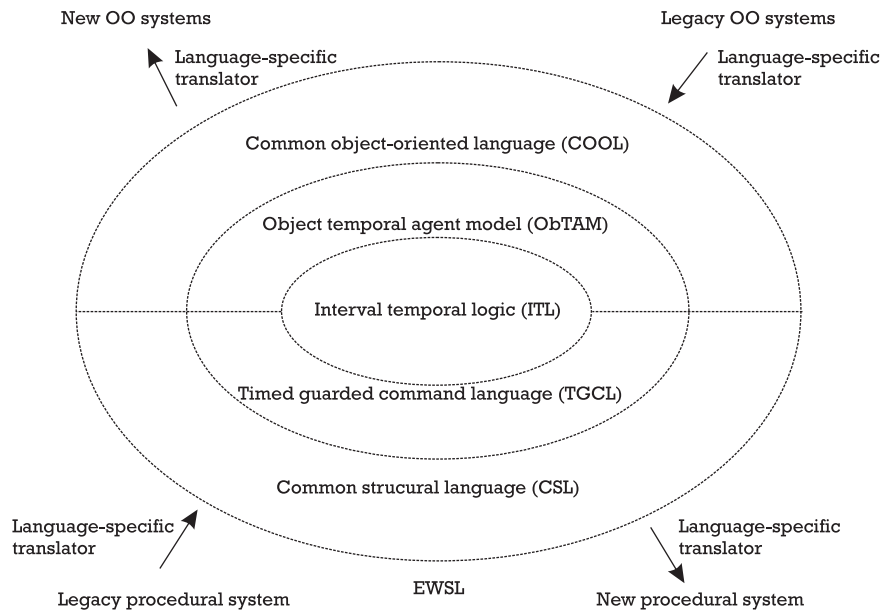 New OO systems
Legacy OO systems
Language-specific
translator
Language-specific
translator
Common object-oriented language (COOL)
Object temporal agent model (ObTAM)
Interval temporal logic (ITL)
Timed guarded command language (TGCL)
Common strucural language (CSL)
Language-specific
translator
Language-specific
translator
EWSL
Legacy procedural system
New procedural system